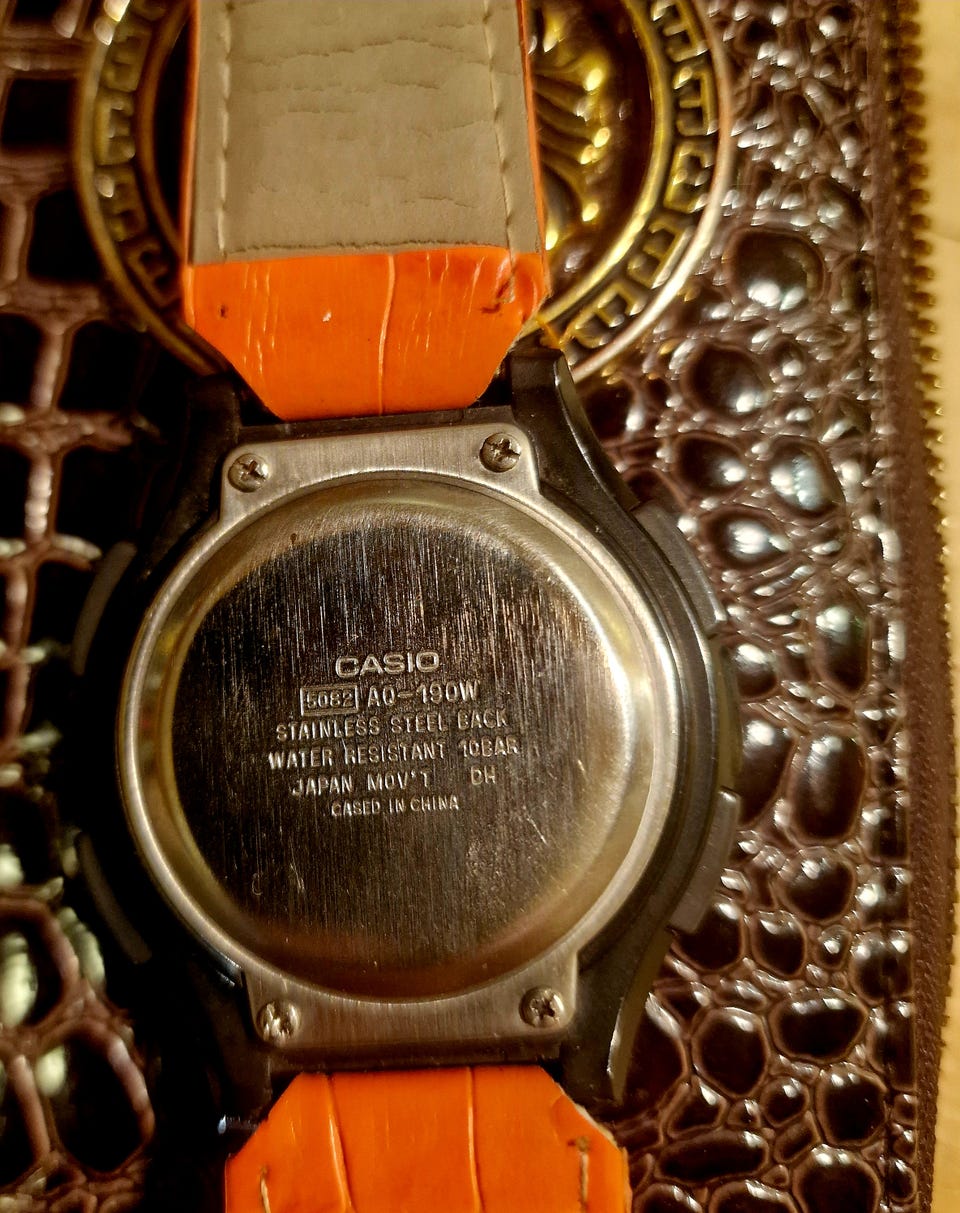 CASIO
5082 AQ-190W
STAINLESS STEEL BACK
WATER RESISTANT 10BAR
JAPAN MOV'T DH
CASED IN CHINA